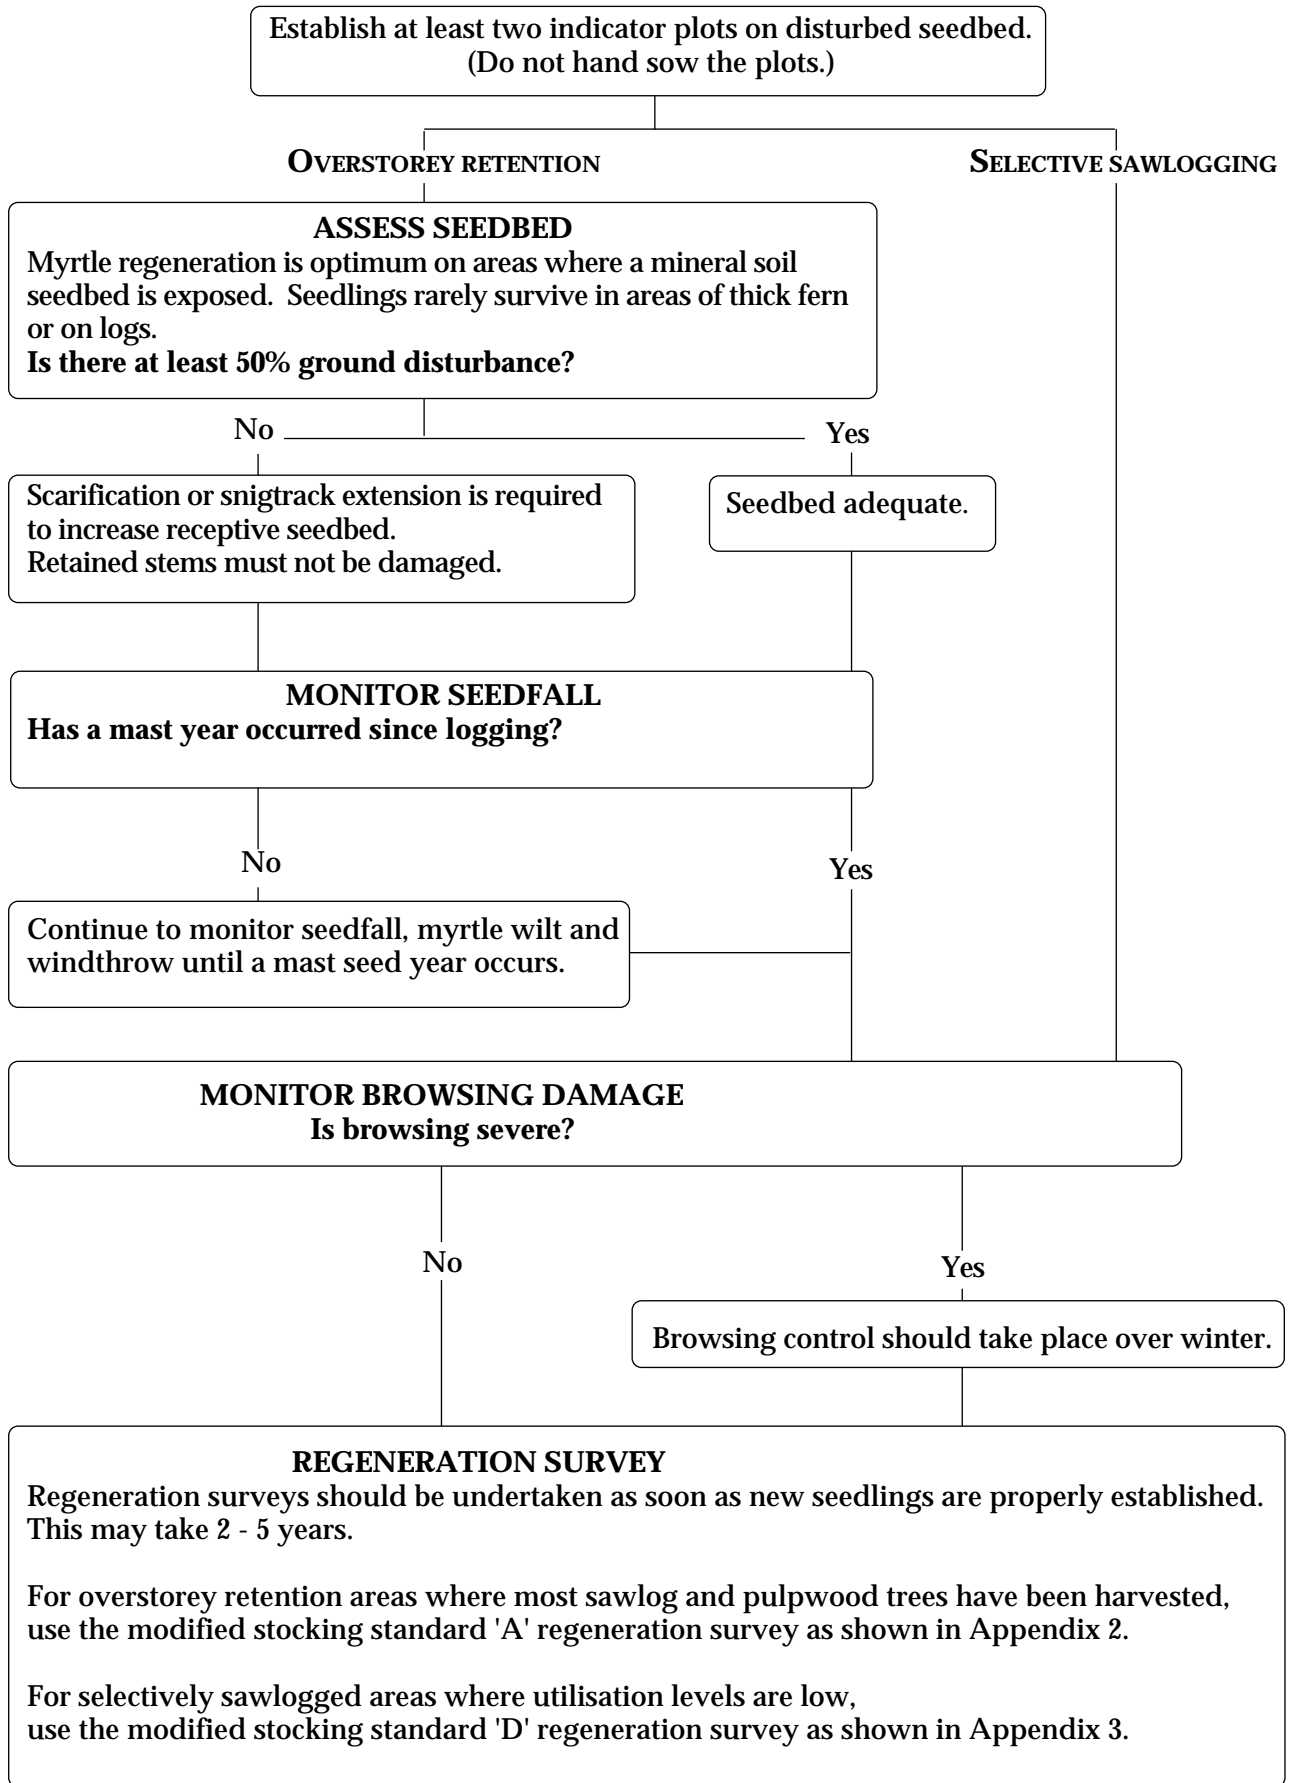 Establish at least two indicator plots on disturbed seedbed.
(Do not hand sow the plots.)
OVERSTOREY RETENTION
SELECTIVE SAWLOGGING
ASSESS SEEDBED
Myrtle regeneration is optimum on areas where a mineral soil
seedbed is exposed.  Seedlings rarely survive in areas of thick fern
or on logs.
Is there at least 50% ground disturbance?
No
Yes
Scarification or snigtrack extension is required
to increase receptive seedbed.
Retained stems must not be damaged.
Seedbed adequate.
MONITOR SEEDFALL
Has a mast year occurred since logging?
No
Yes
Continue to monitor seedfall, myrtle wilt and
windthrow until a mast seed year occurs.
MONITOR BROWSING DAMAGE
Is browsing severe?
No
Yes
Browsing control should take place over winter.
REGENERATION SURVEY
Regeneration surveys should be undertaken as soon as new seedlings are properly established.
This may take 2 - 5 years.
For overstorey retention areas where most sawlog and pulpwood trees have been harvested,
use the modified stocking standard 'A' regeneration survey as shown in Appendix 2.
For selectively sawlogged areas where utilisation levels are low,
use the modified stocking standard 'D' regeneration survey as shown in Appendix 3.